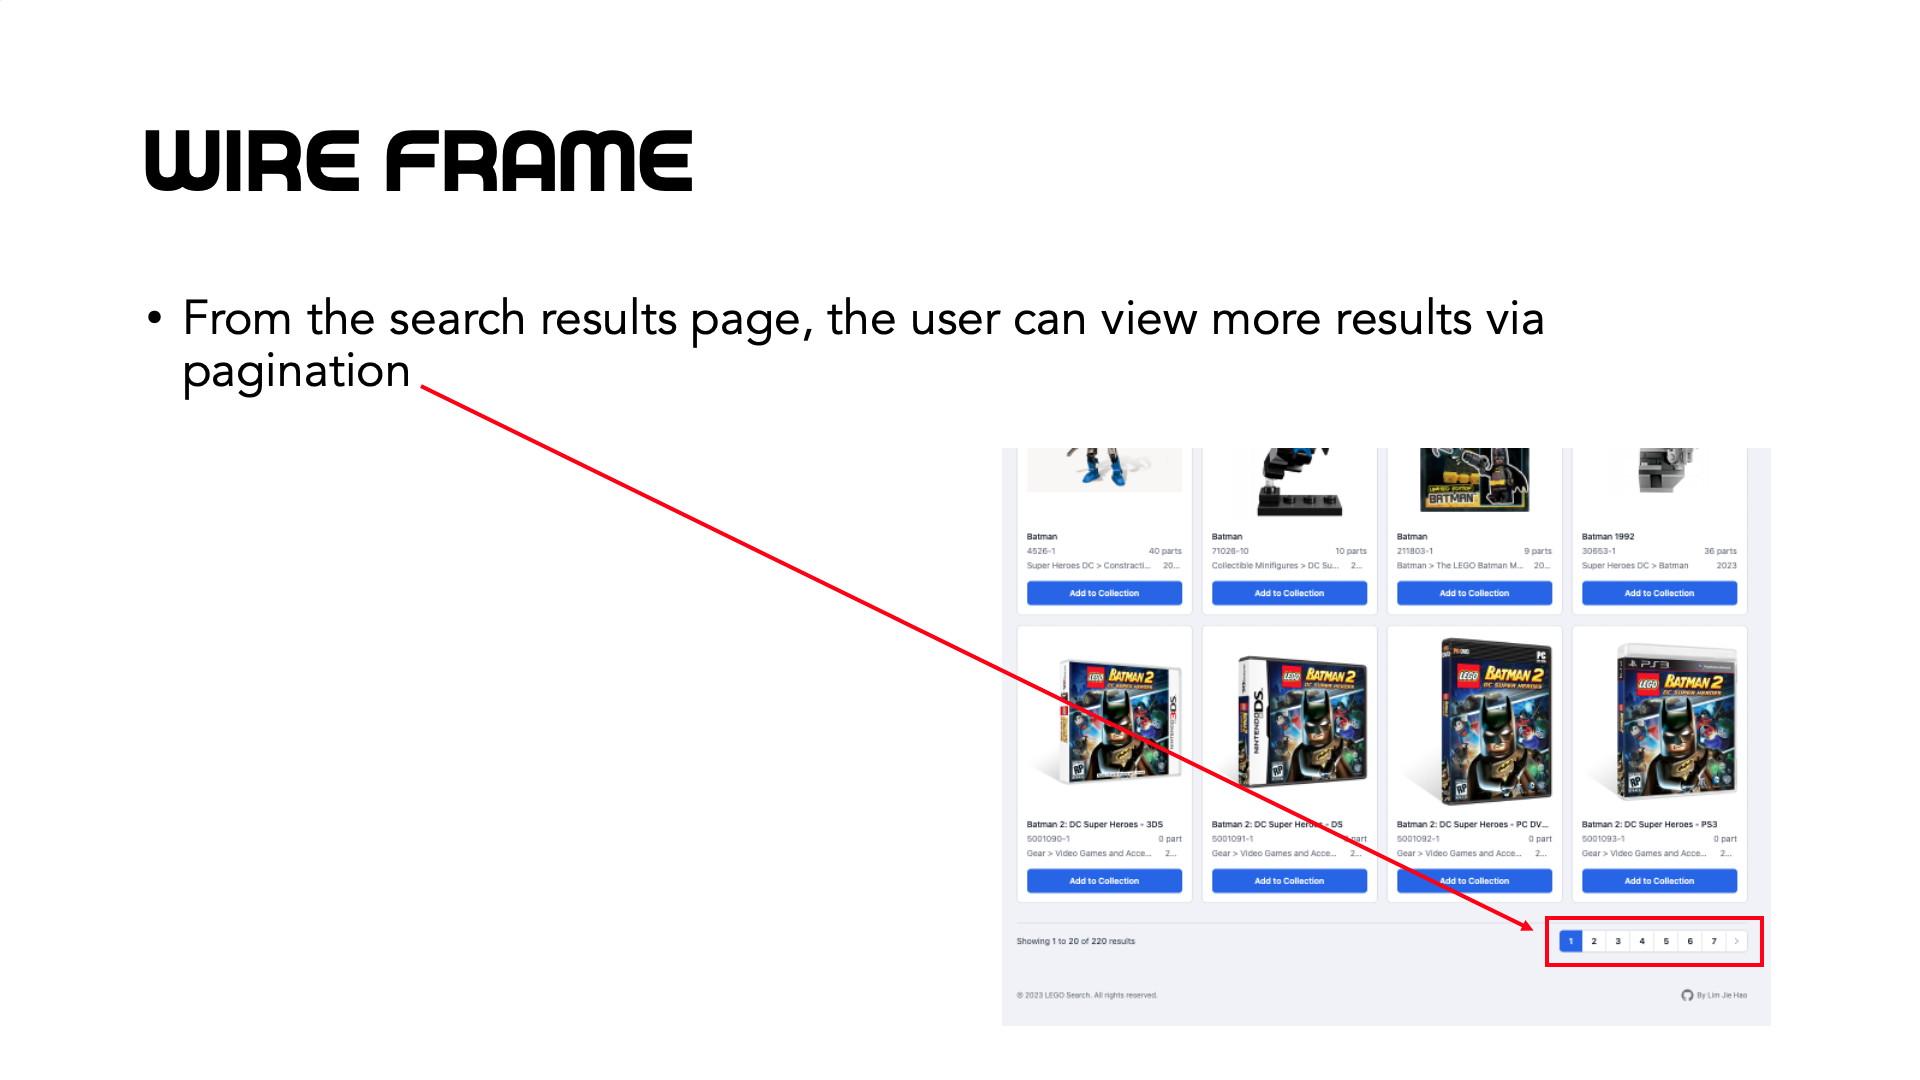 WIRE FRAME
• From the search results page, the user can view more results via
pagination
LIMITED EDITION
BATMAN
Batman
4526-1 40 parts
Super Heroes DC > Constracti... 20...
Add to Collection
Batman
71026-10 10 parts
Collectible Minifigures > DC Su... 2...
Add to Collection
Batman
211803-1 9 parts
Batman > The LEGO Batman M... 20...
Add to Collection
Batman 1992
30653-1 36 parts
Super Heroes DC > Batman 2023
Add to Collection
LEGO BATMAN 2
DC SUPER HEROES
NINTENDO 3DS
RP
Batman 2: DC Super Heroes - 3DS
5001090-1 0 part
Gear > Video Games and Acce... 2...
Add to Collection
NINTENDO DS.
LEGO BATMAN 2
DC SUPER HEROES
RP
Batman 2: DC Super Heroes - DS
5001091-1 part
Gear > Video Games and Acce... 2...
Add to Collection
PC
LEGO BATMAN 2
DC SUPER HEROES
RP
Batman 2: DC Super Heroes - PC DV...
5001092-1 0 part
Gear > Video Games and Acce... 2...
Add to Collection
PS3
LEGO BATMAN 2
DC SUPER HEROES
RP
Batman 2: DC Super Heroes - PS3
5001093-1 0 part
Gear > Video Games and Acce... 2...
Add to Collection
Showing 1 to 20 of 220 results
1 2 3 4 5 6 7 >
© 2023 LEGO Search. All rights reserved.
By Lim Jie Hao